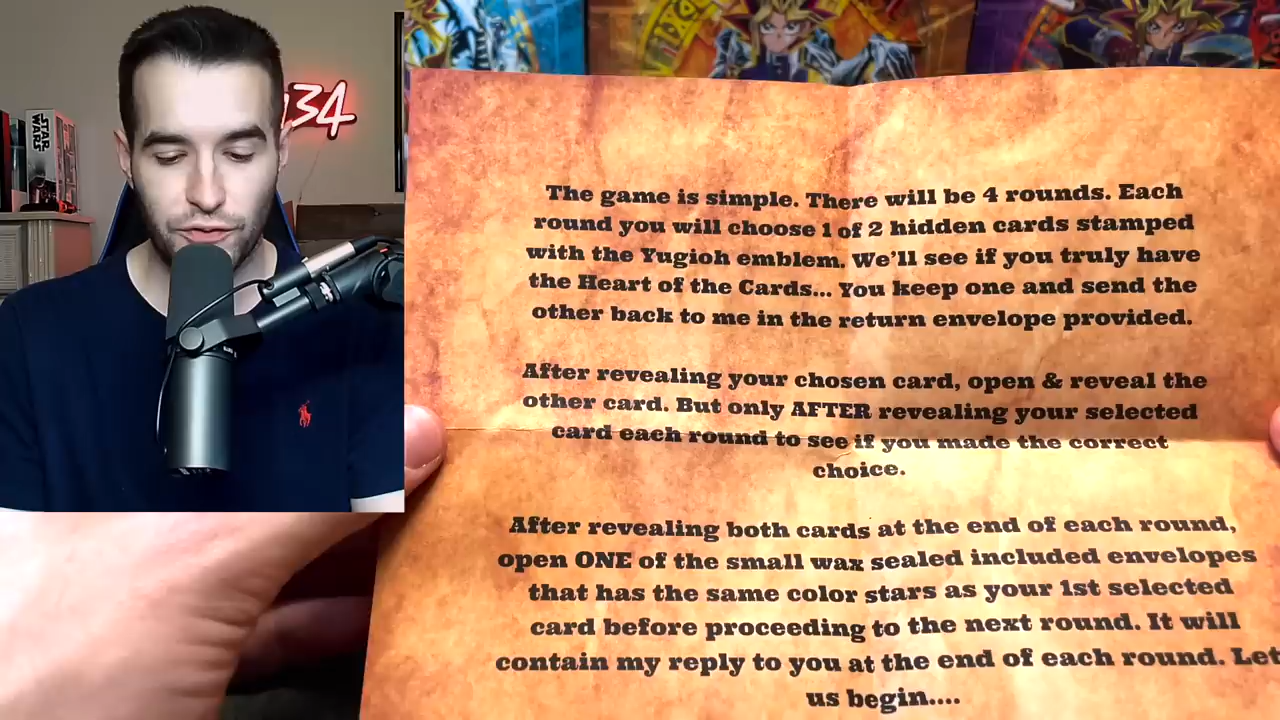 STAR
WARS
134
The game is simple. There will be 4 rounds. Each
round you will choose 1 of 2 hidden cards stamped
with the Yugioh emblem. We'll see if you truly have
the Heart of the Cards... You keep one and send the
other back to me in the return envelope provided.
After revealing your chosen card, open & reveal the
other card. But only AFTER revealing your selected
card each round to see if you made the correct
choice.
After revealing both cards at the end of each round,
open ONE of the small wax sealed included envelopes
that has the same color stars as your 1st selected
card before proceeding to the next round. It will
contain my reply to you at the end of each round. Let
us begin....